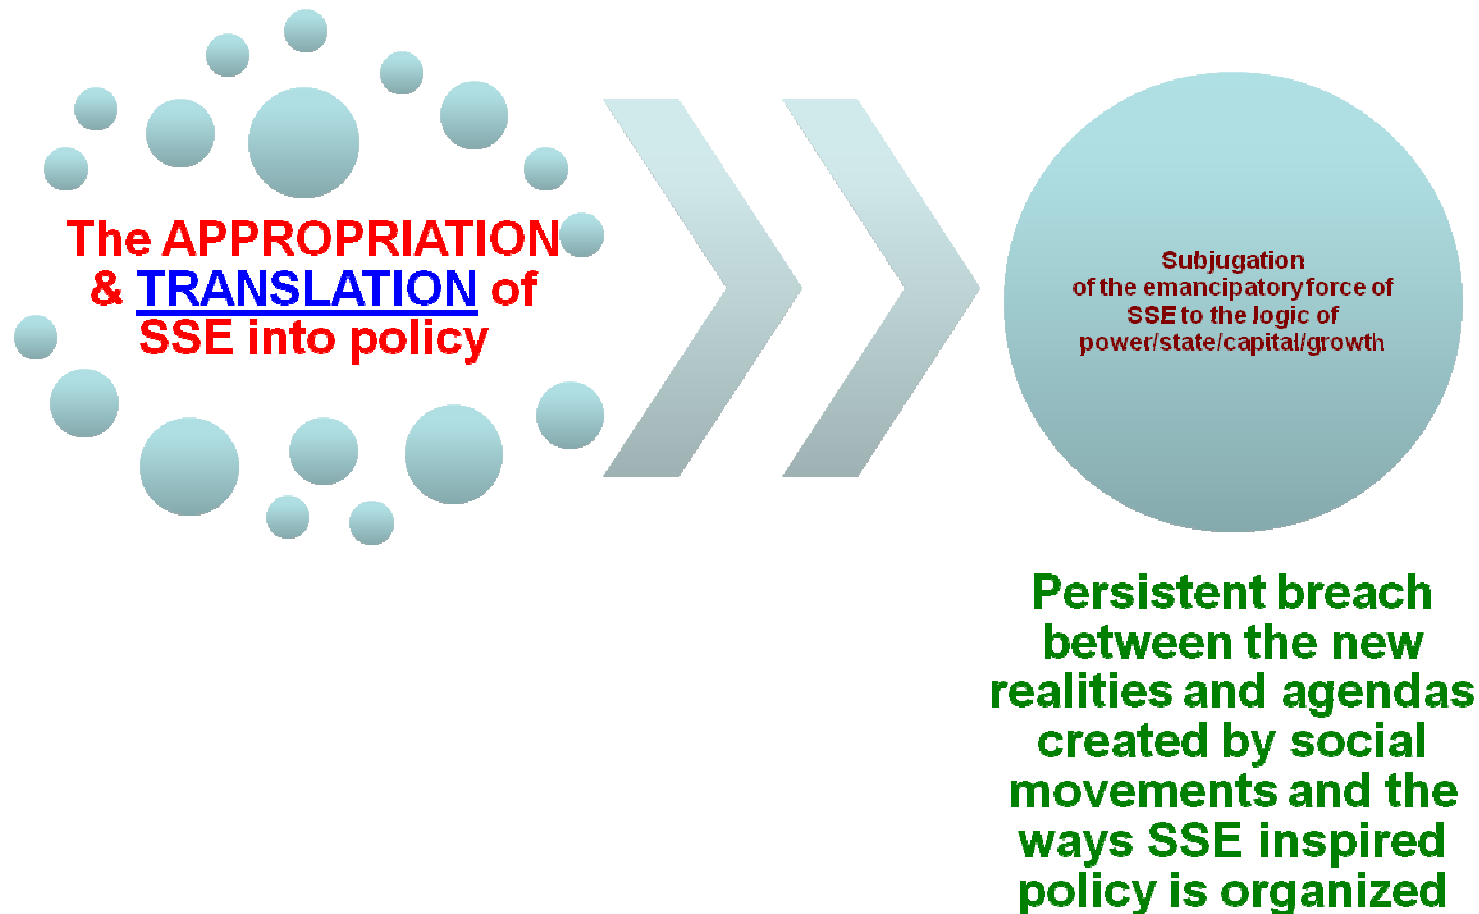 The APPROPRIATION
& TRANSLATION of
SSE into policy
Subjugation
of the emancipatory force of
SSE to the logic of
power/state/capital/growth
Persistent breach
between the new
realities and agendas
created by social
movements and the
ways SSE inspired
policy is organized